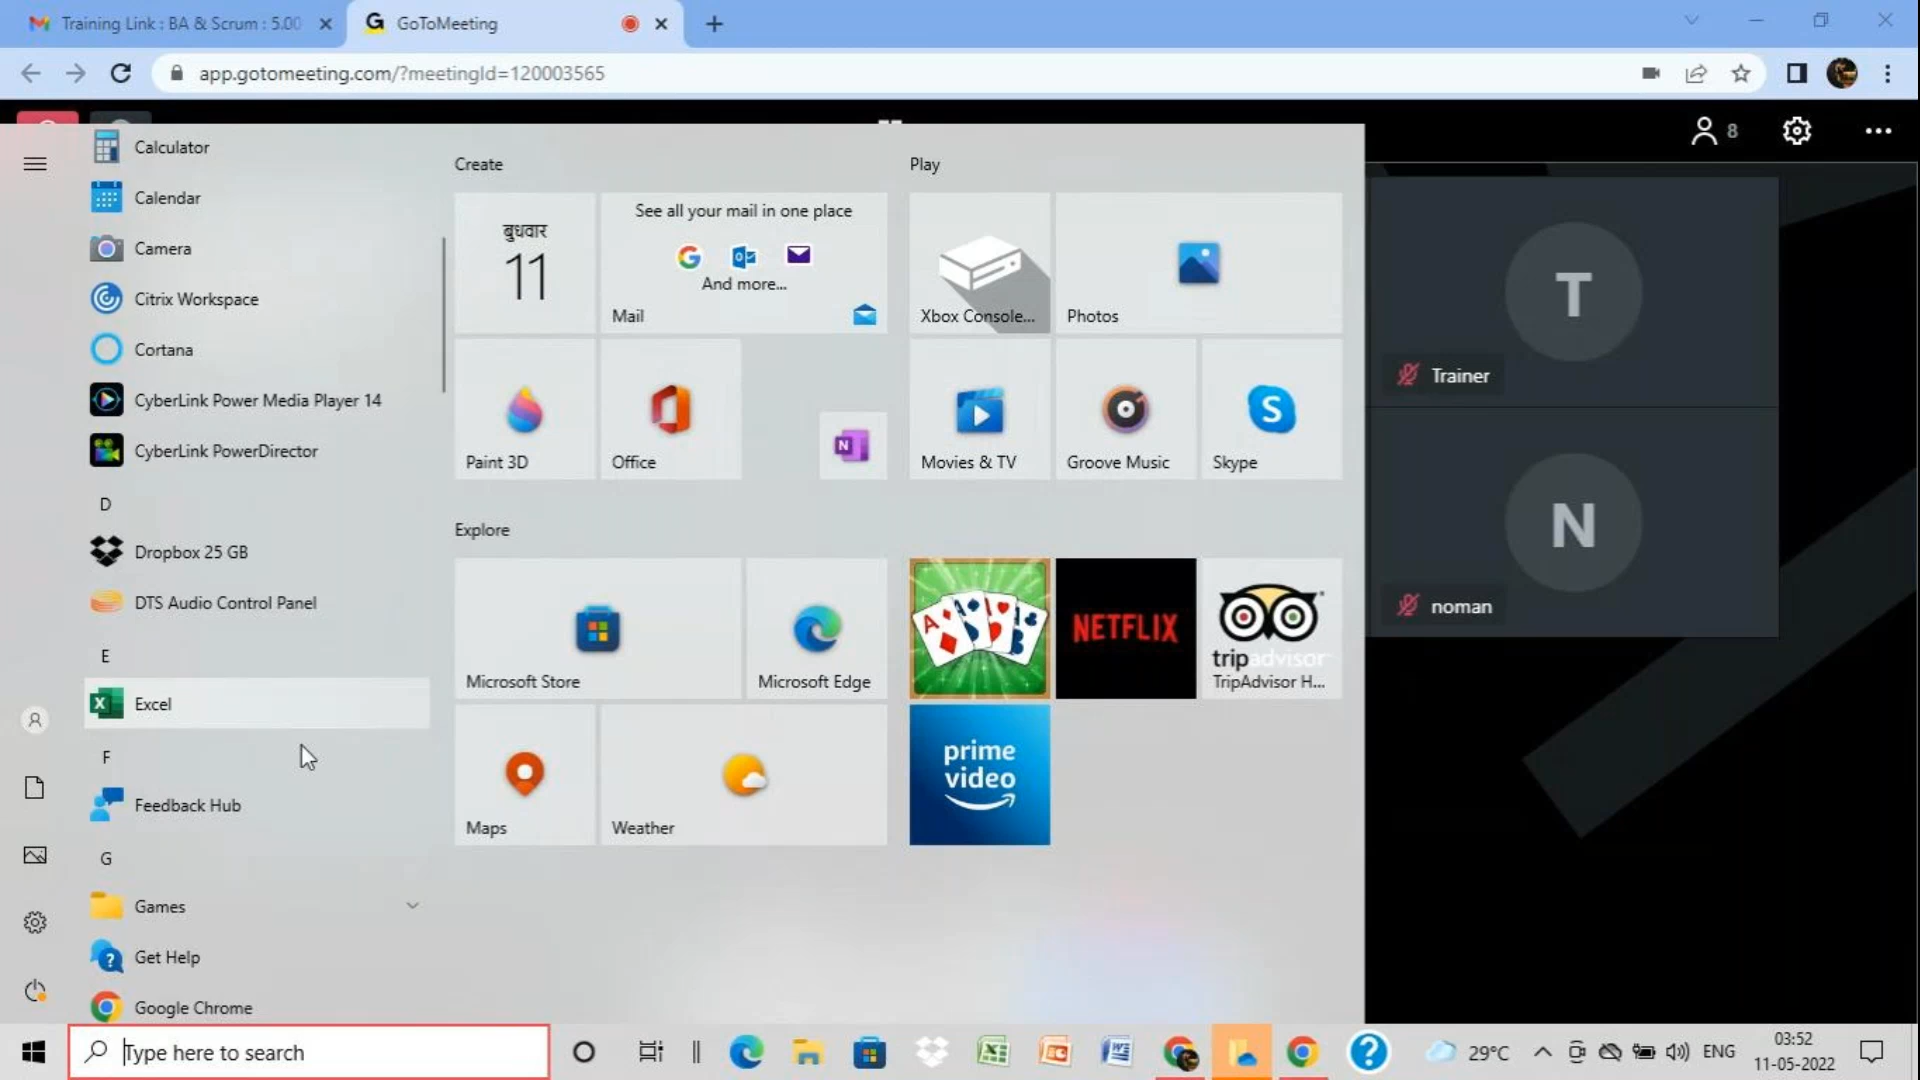 Training Link : BA & Scrum : 5.00
GoToMeeting
app.gotomeeting.com/?meetingId=120003565
8
Calculator
Calendar
Camera
Citrix Workspace
Cortana
CyberLink Power Media Player 14
CyberLink PowerDirector
D
Dropbox 25 GB
DTS Audio Control Panel
E
Excel
F
Feedback Hub
G
Games
Get Help
Google Chrome
Create
बुधवार
11
See all your mail in one place
And more...
Mail
Paint 3D
Office
Explore
Microsoft Store
Microsoft Edge
Maps
Weather
Play
Xbox Console...
Photos
Movies & TV
Groove Music
Skype
NETFLIX
tripadvisor
TripAdvisor H...
prime
video
T
Trainer
N
noman
Type here to search
29°C
ENG
03:52
11-05-2022